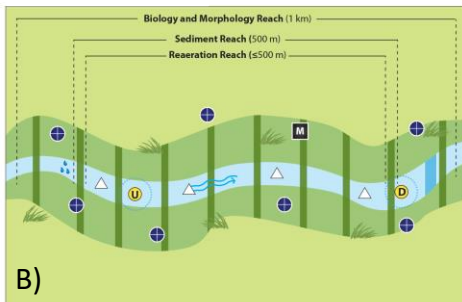 Biology and Morphology Reach (1 km)
Sediment Reach (500 m)
Reaeration Reach (≤500 m)
M
U
D
B)